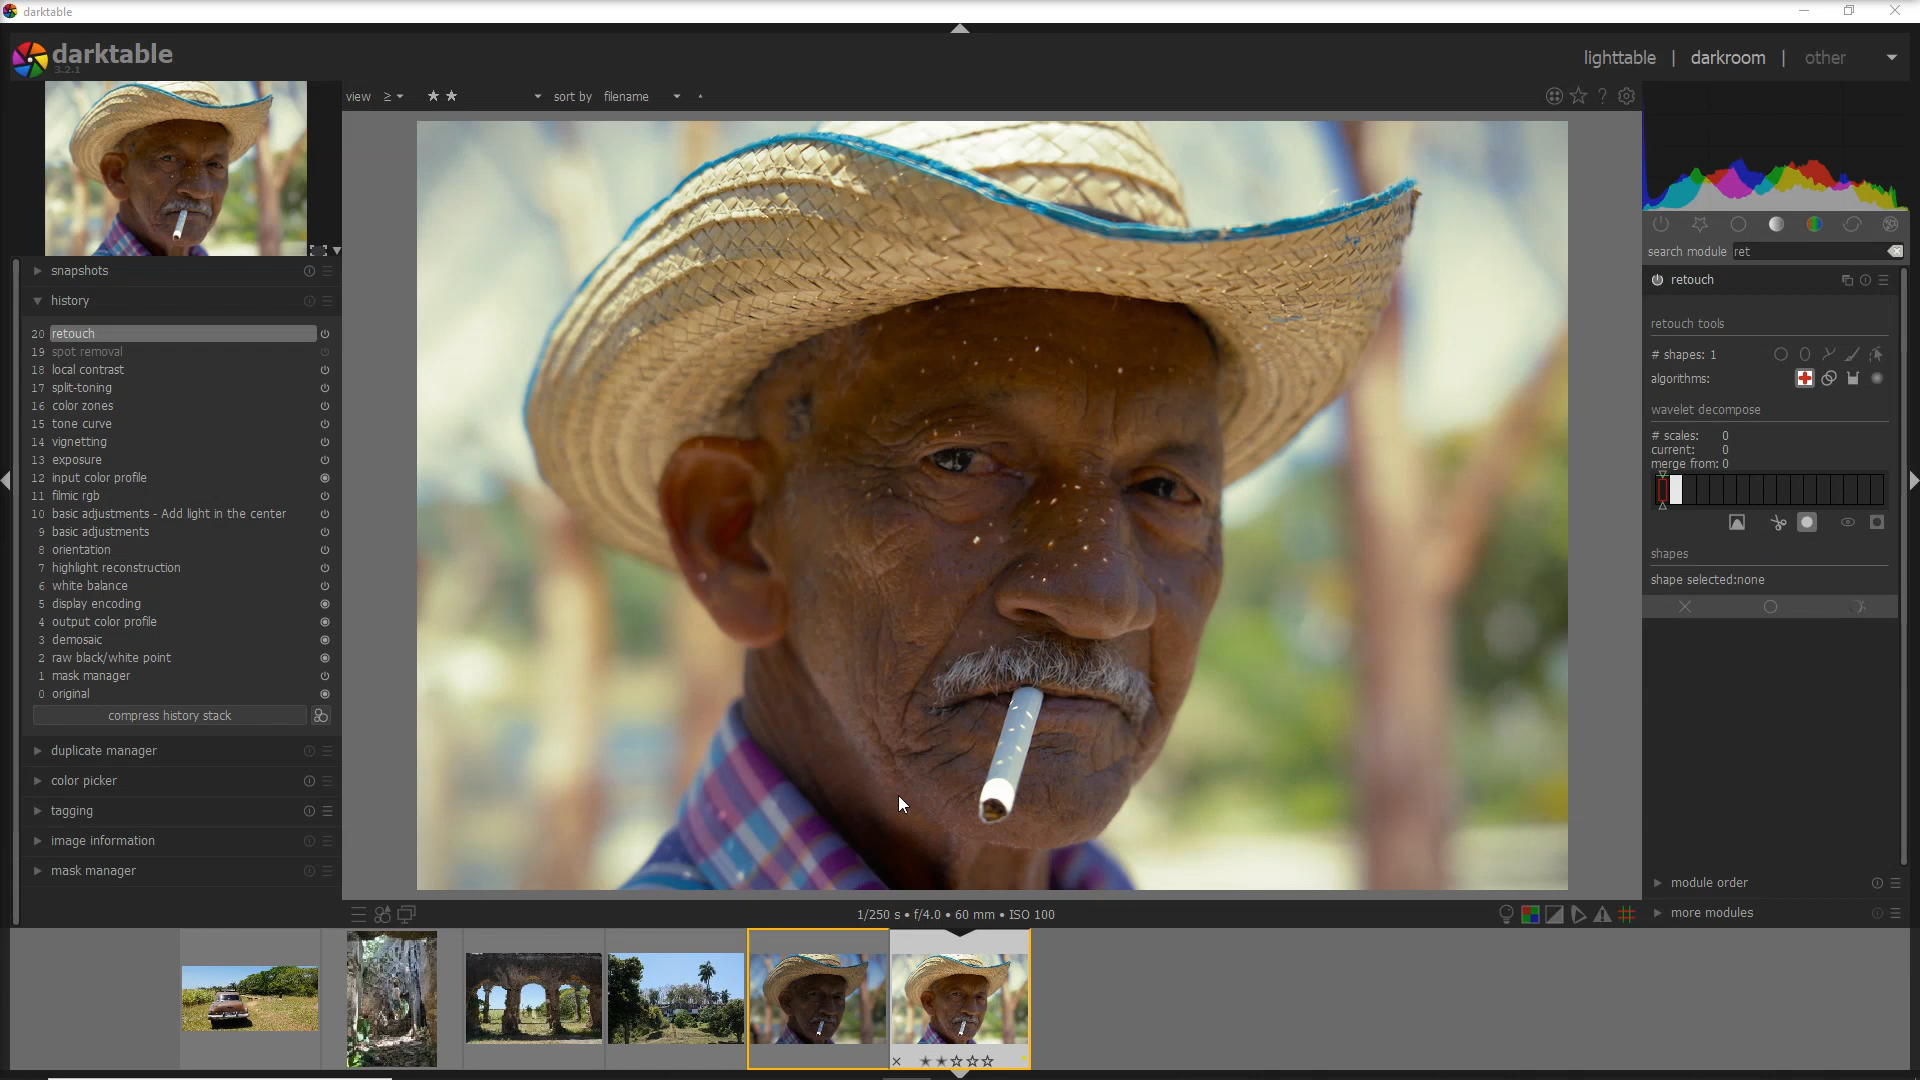 darktable
darktable
3.2.1
lighttable | darkroom | other
view ≥ ★ ★ sort by filename
?
search module ret
snapshots
history
20 retouch
19 spot removal
18 local contrast
17 split-toning
16 color zones
15 tone curve
14 vignetting
13 exposure
12 input color profile
11 filmic rgb
10 basic adjustments - Add light in the center
9 basic adjustments
8 orientation
7 highlight reconstruction
6 white balance
5 display encoding
4 output color profile
3 demosaic
2 raw black/white point
1 mask manager
0 original
compress history stack
duplicate manager
color picker
tagging
image information
mask manager
retouch
retouch tools
# shapes: 1
algorithms:
wavelet decompose
# scales: 0
current: 0
merge from: 0
shapes
shape selected:none
module order
more modules
1/250 s • f/4.0 • 60 mm • ISO 100